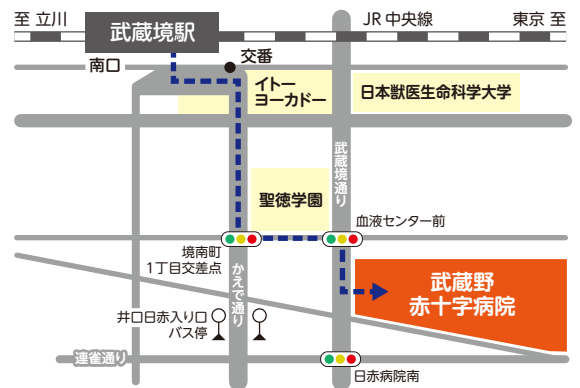 至 立川
武蔵境駅
JR 中央線
東京 至
南口
交番
イトー
ヨーカドー
日本獣医生命科学大学
武蔵境通り
聖徳学園
血液センター前
境南町
1丁目交差点
かえで通り
武蔵野
赤十字病院
井口日赤入り口
バス停
連雀通り
日赤病院南